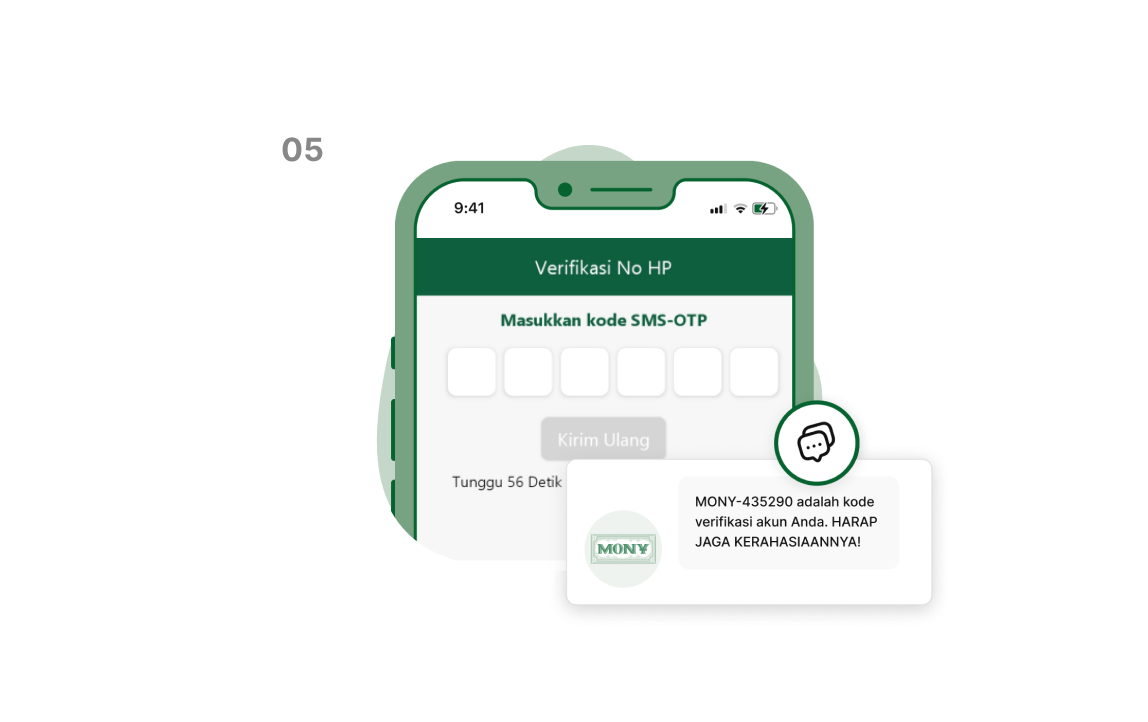 05
9:41
Verifikasi No HP
Masukkan kode SMS-OTP
Kirim Ulang
Tunggu 56 Detik
MONY-435290 adalah kode
verifikasi akun Anda. HARAP
JAGA KERAHASIAANNYA!
MONY